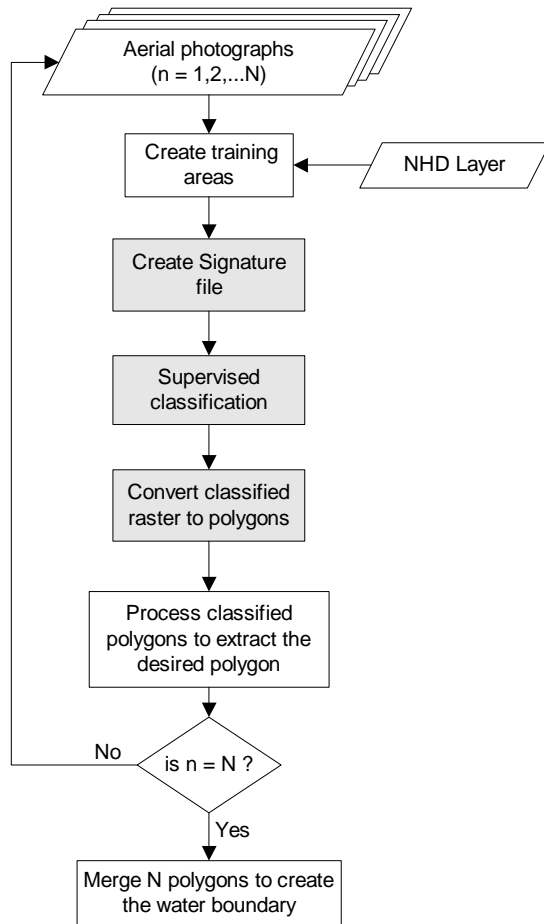 Aerial photographs
(n = 1,2,...N)
Create training
areas
NHD Layer
Create Signature
file
Supervised
classification
Convert classified
raster to polygons
Process classified
polygons to extract the
desired polygon
No
is n = N ?
Yes
Merge N polygons to create
the water boundary